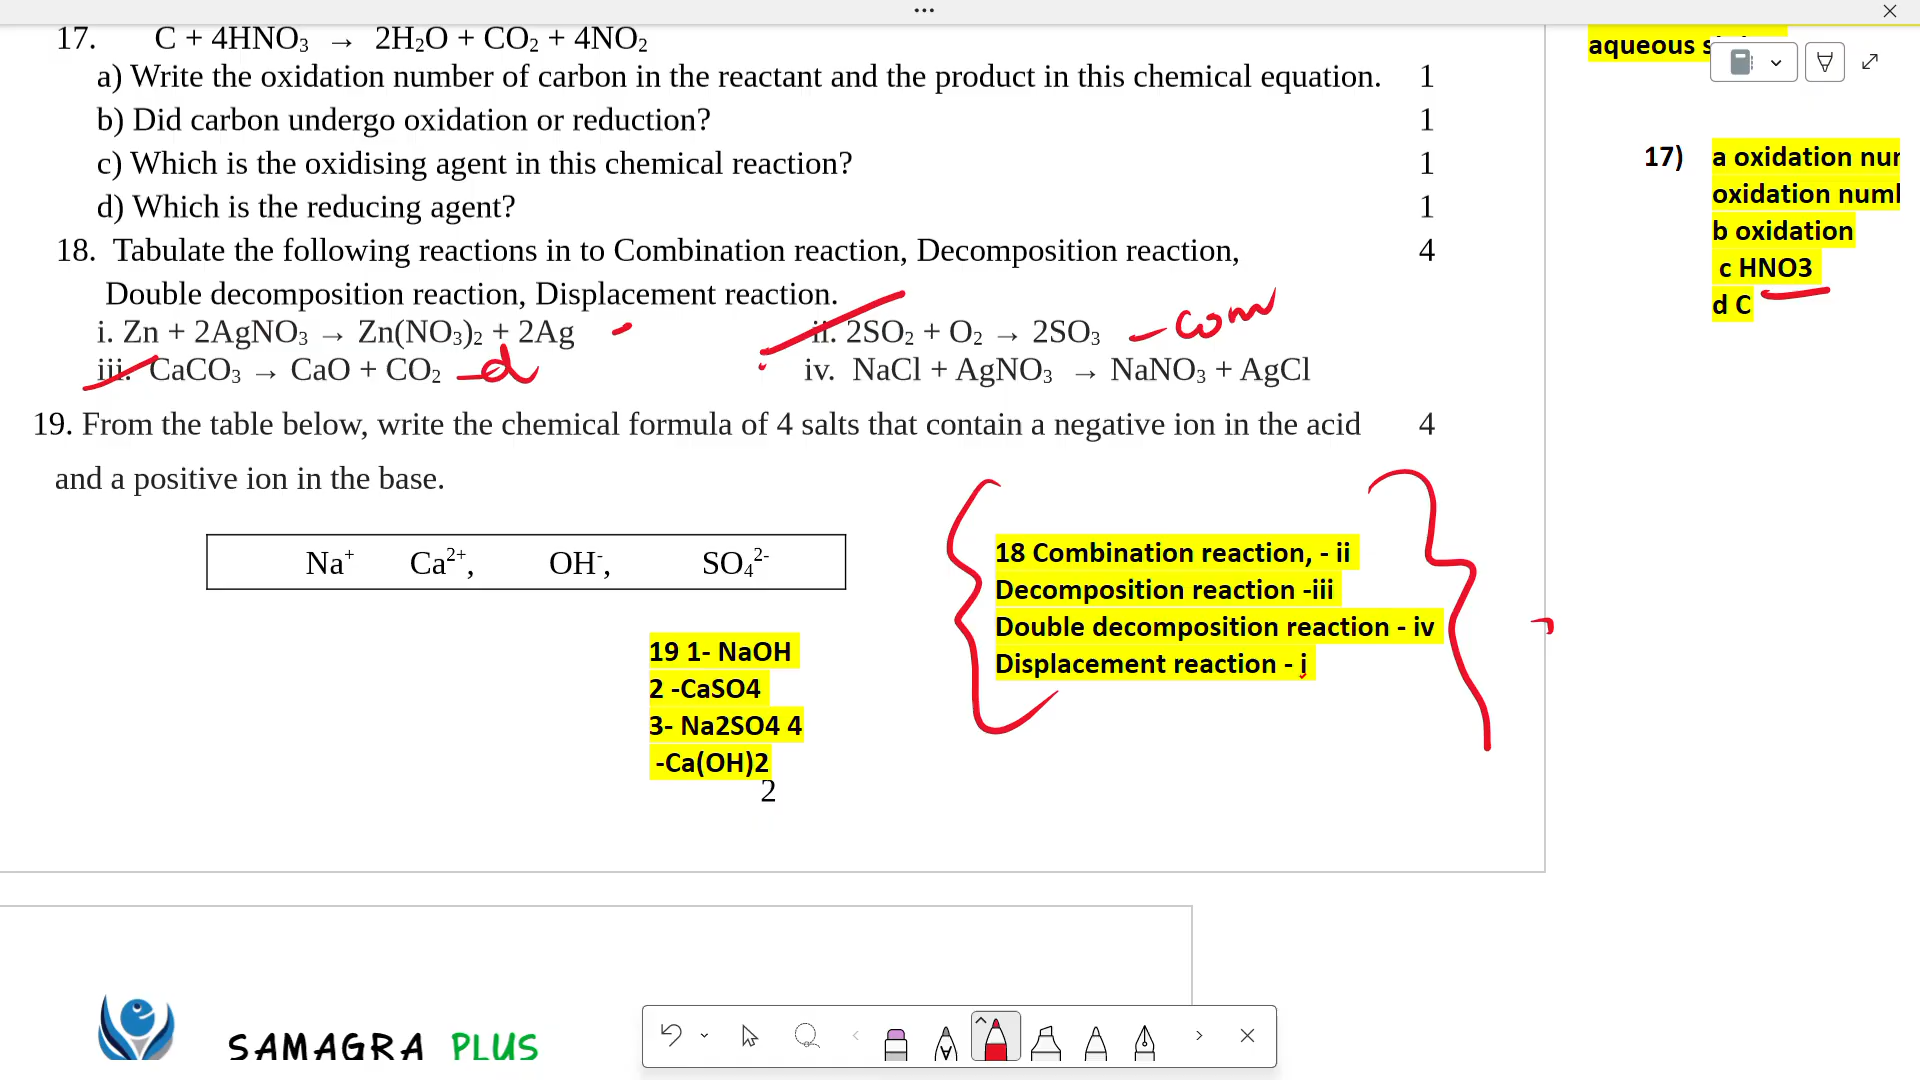 17. C + 4HNO₃ → 2H₂O + CO₂ + 4NO₂
a) Write the oxidation number of carbon in the reactant and the product in this chemical equation. 1
b) Did carbon undergo oxidation or reduction? 1
c) Which is the oxidising agent in this chemical reaction? 1
d) Which is the reducing agent? 1
18. Tabulate the following reactions in to Combination reaction, Decomposition reaction, 4
Double decomposition reaction, Displacement reaction.
i. Zn + 2AgNO₃ → Zn(NO₃)₂ + 2Ag
ii. 2SO₂ + O₂ → 2SO₃ - com
iii. CaCO₃ → CaO + CO₂ - d
iv. NaCl + AgNO₃ → NaNO₃ + AgCl
19. From the table below, write the chemical formula of 4 salts that contain a negative ion in the acid 4
and a positive ion in the base.
Na⁺ Ca²⁺, OH⁻, SO₄²⁻
18 Combination reaction, - ii
Decomposition reaction -iii
Double decomposition reaction - iv
Displacement reaction - i
19 1- NaOH
2 -CaSO4
3- Na2SO4 4
-Ca(OH)2
2
aqueous
17) a oxidation
oxidation
b oxidation
c HNO3
d C
SAMAGRA PLUS